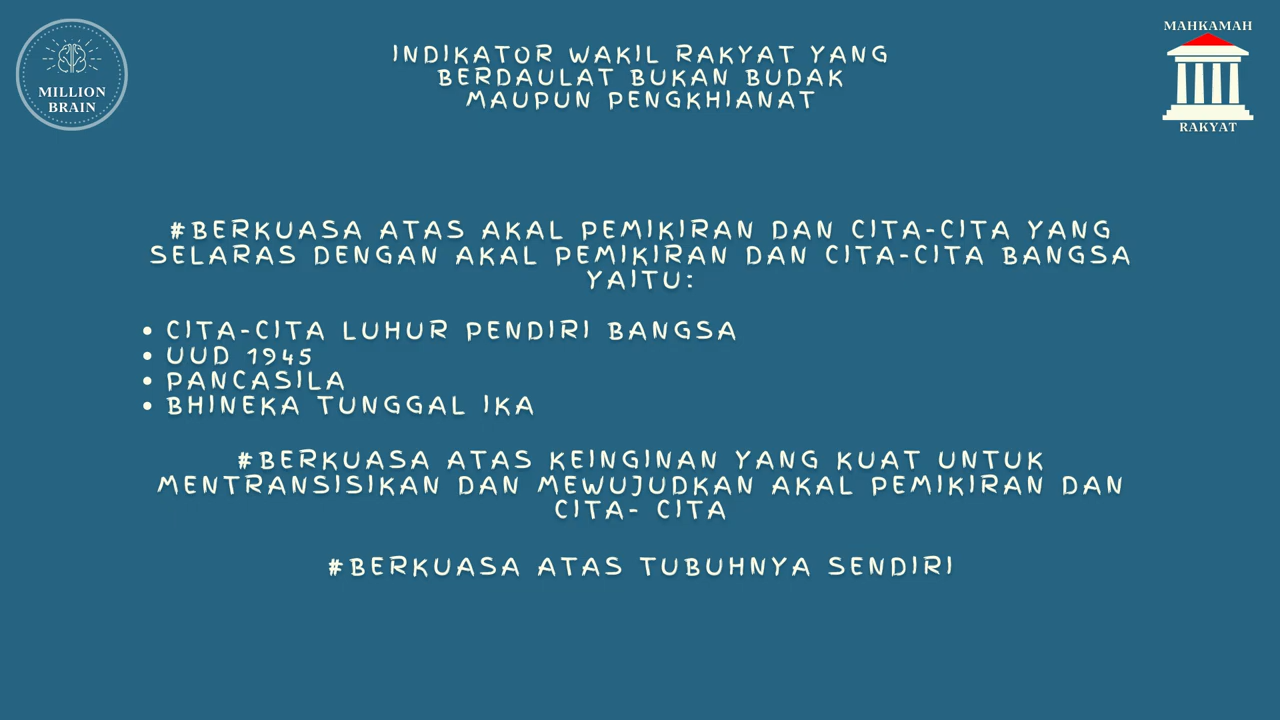 MILLION
BRAIN
INDIKATOR WAKIL RAKYAT YANG
BERDAULAT BUKAN BUDAK
MAUPUN PENGKHIANAT
MAHKAMAH
RAKYAT
#BERKUASA ATAS AKAL PEMIKIRAN DAN CITA-CITA YANG
SELARAS DENGAN AKAL PEMIKIRAN DAN CITA-CITA BANGSA
YAITU:
• CITA-CITA LUHUR PENDIRI BANGSA
• UUD 1945
• PANCASILA
• BHINEKA TUNGGAL IKA
#BERKUASA ATAS KEINGINAN YANG KUAT UNTUK
MENTRANSISIKAN DAN MEWUJUDKAN AKAL PEMIKIRAN DAN
CITA- CITA
#BERKUASA ATAS TUBUHNYA SENDIRI